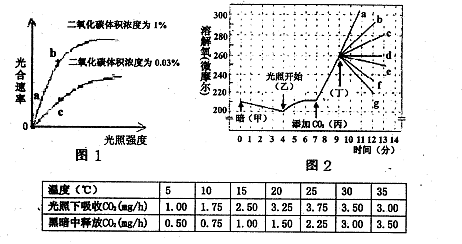 二氧化碳体积浓度为 1%
b
二氧化碳体积浓度为 0.03%
光合速率
a
c
0
光照强度
图 1
溶解氧(微摩尔)
300
280
260
240
220
210
200
a
b
c
d
e
f
g
光照开始
(乙)
(丁)
暗(甲)
添加CO₂(丙)
0 1 2 3 4 5 6 7 8 9 10 11 12 13 14
时间(分)
图 2
温度(℃) 5 10 15 20 25 30 35
光照下吸收CO₂(mg/h) 1.00 1.75 2.50 3.25 3.75 3.50 3.00
黑暗中释放CO₂(mg/h) 0.50 0.75 1.00 1.50 2.25 3.00 3.50